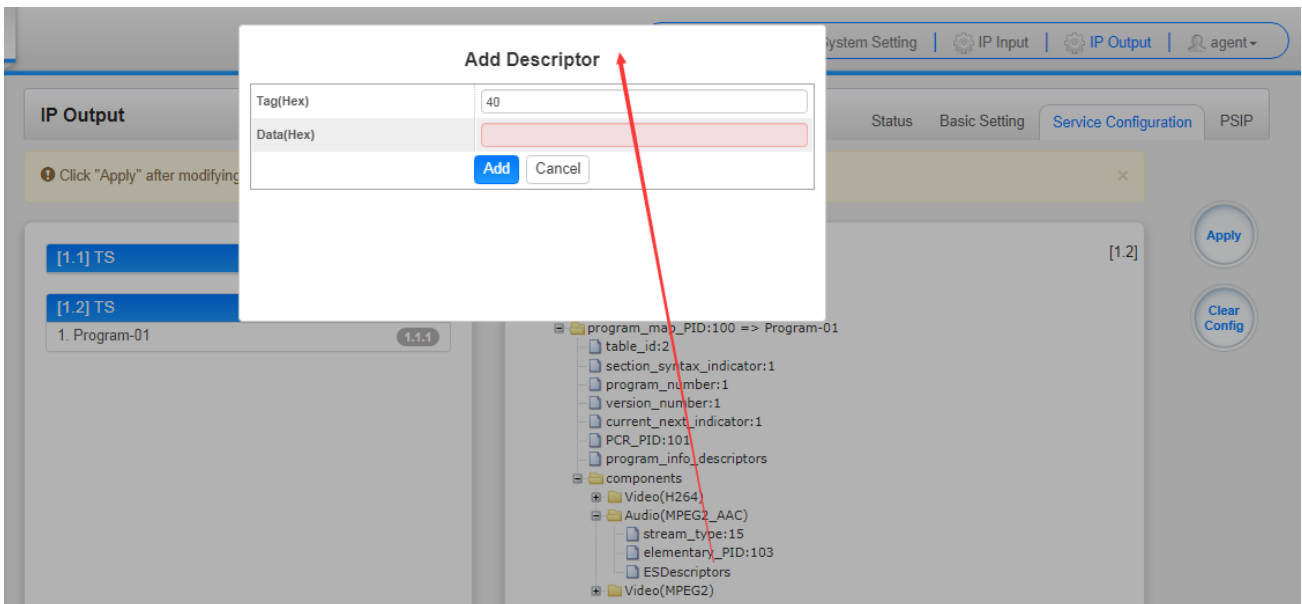 Add Descriptor
Tag(Hex)
40
Data(Hex)
Add Cancel
ystem Setting | IP Input | IP Output | agent
IP Output
Status Basic Setting Service Configuration PSIP
Click "Apply" after modifying
×
[1.1] TS
[1.2] TS
1. Program-01 1.1.1
[1.2]
Apply
Clear
Config
program_map_PID:100 => Program-01
table_id:2
section_syntax_indicator:1
program_number:1
version_number:1
current_next_indicator:1
PCR_PID:101
program_info_descriptors
components
Video(H264)
Audio(MPEG2_AAC)
stream_type:15
elementary_PID:103
ESDescriptors
Video(MPEG2)